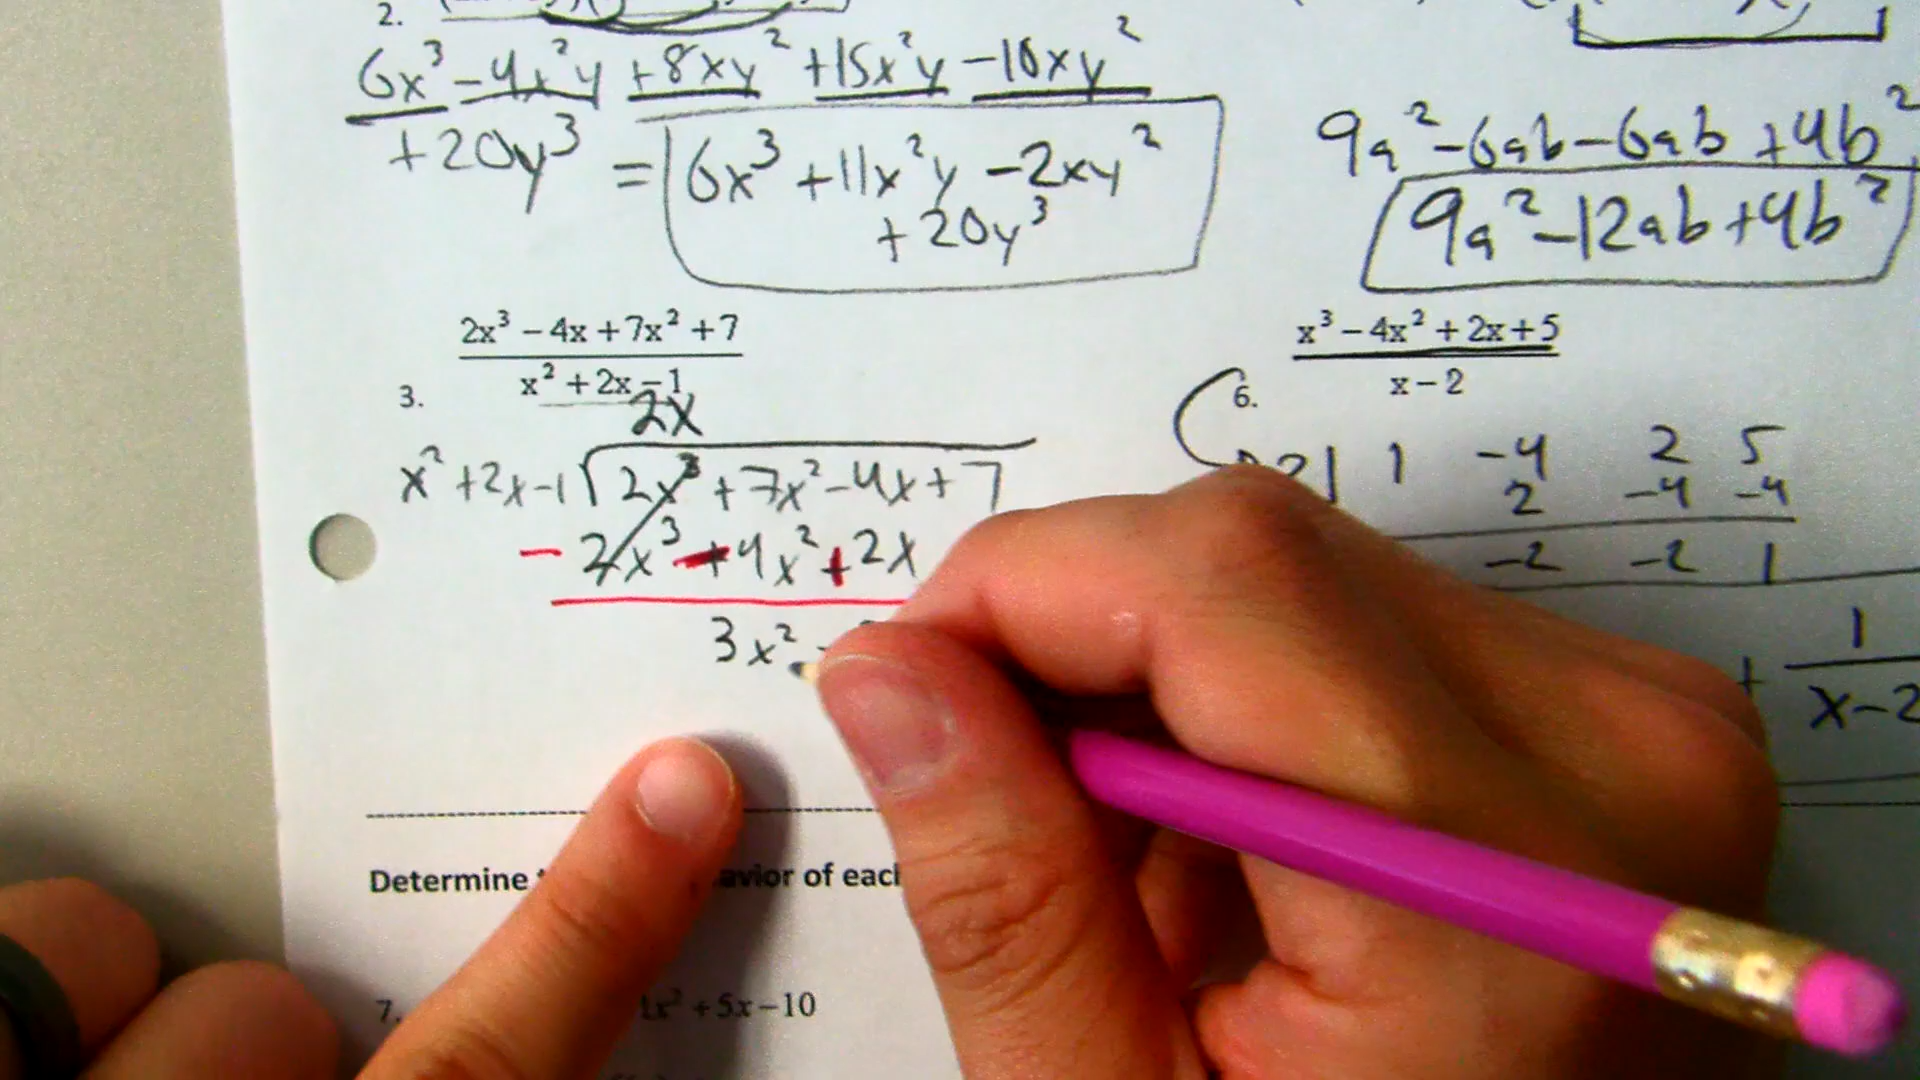 2.
6x³ -4x²y +8xy² +15x²y -10xy²
+20y³ = 6x³ +11x²y -2xy²
+20y³
9a² -6ab -6ab +4b²
9a² -12ab +4b²
3.
2x³ - 4x + 7x² + 7
x² + 2x - 1
2x
x² +2x -1 2x³ +7x² -4x +7
- 2x³ +4x² +2x
3x²
6.
x³ - 4x² + 2x + 5
x - 2
2 1 -4 2 5
2 -4 -4
-2 -2 1
+ 1
x-2
Determine of each
7. x² + 5x - 10